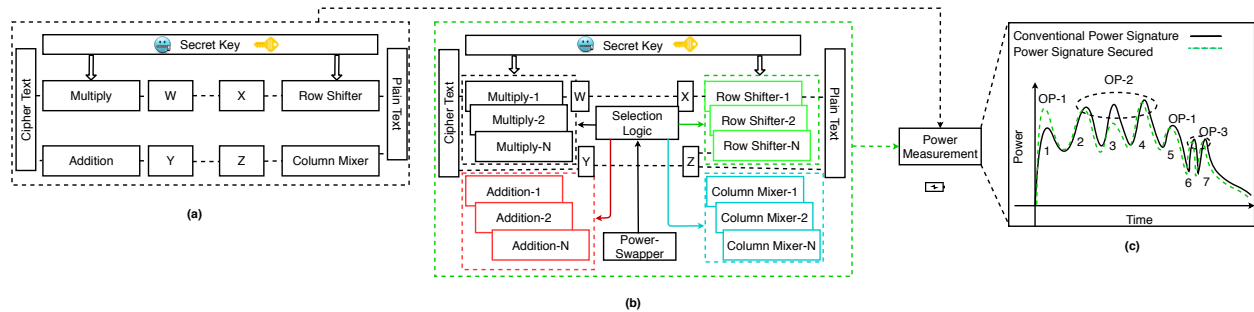 Secret Key
Cipher Text
Plain Text
Multiply
W
X
Row Shifter
Addition
Y
Z
Column Mixer
(a)
Secret Key
Cipher Text
Plain Text
Multiply-1
Multiply-2
Multiply-N
W
X
Selection
Logic
Row Shifter-1
Row Shifter-2
Row Shifter-N
Y
Z
Addition-1
Addition-2
Addition-N
Power-
Swapper
Column Mixer-1
Column Mixer-2
Column Mixer-N
(b)
Power
Measurement
Conventional Power Signature
Power Signature Secured
OP-2
OP-1
OP-1
OP-3
Power
1
2
3
4
5
6
7
Time
(c)